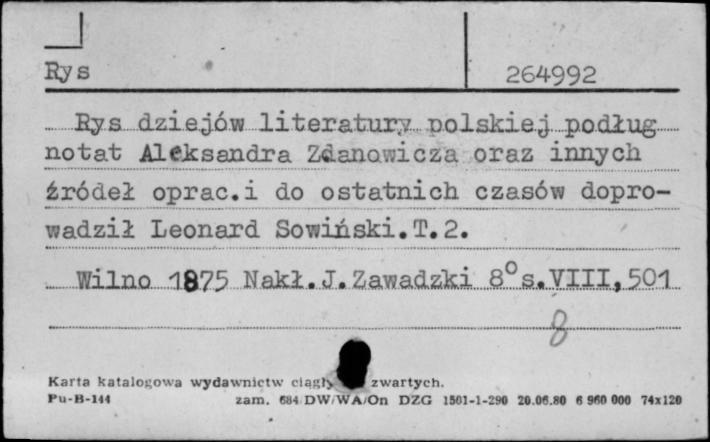 Rys 264992
Rys dziejów literatury polskiej podług
notat Aleksandra Zdanowicza oraz innych
źródeł oprac.i do ostatnich czasów dopro-
wadził Leonard Sowiński.T.2.
Wilno 1875 Nakł.J.Zawadzki 8° s.VIII,501
8
Karta katalogowa wydawnictw zwartych.
Pu-B-144 zam. 684/DW/WA/On DZG 1501-1-290 20.06.80 6 960 000 74x120